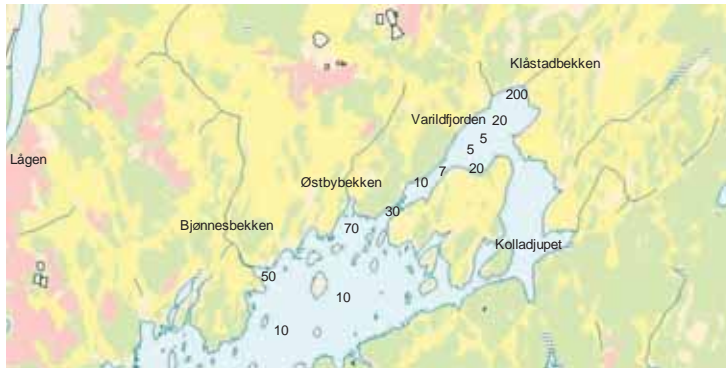 Klåstadbekken
200
Varildfjorden 20
5
5
Lågen
7 20
Østbybekken 10
30
Bjønnesbekken 70
Kolladjupet
50
10
10